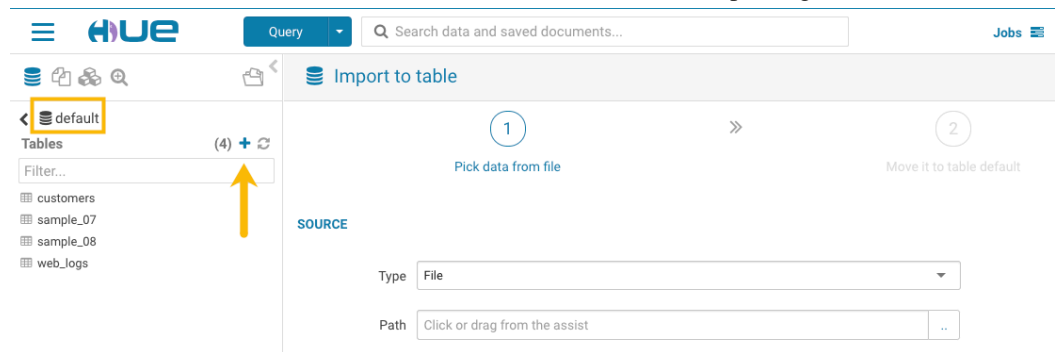 HUE
Query
Search data and saved documents...
Jobs
Import to table
default
Tables (4)
Filter...
customers
sample_07
sample_08
web_logs
1
Pick data from file
2
Move it to table default
SOURCE
Type File
Path Click or drag from the assist ..